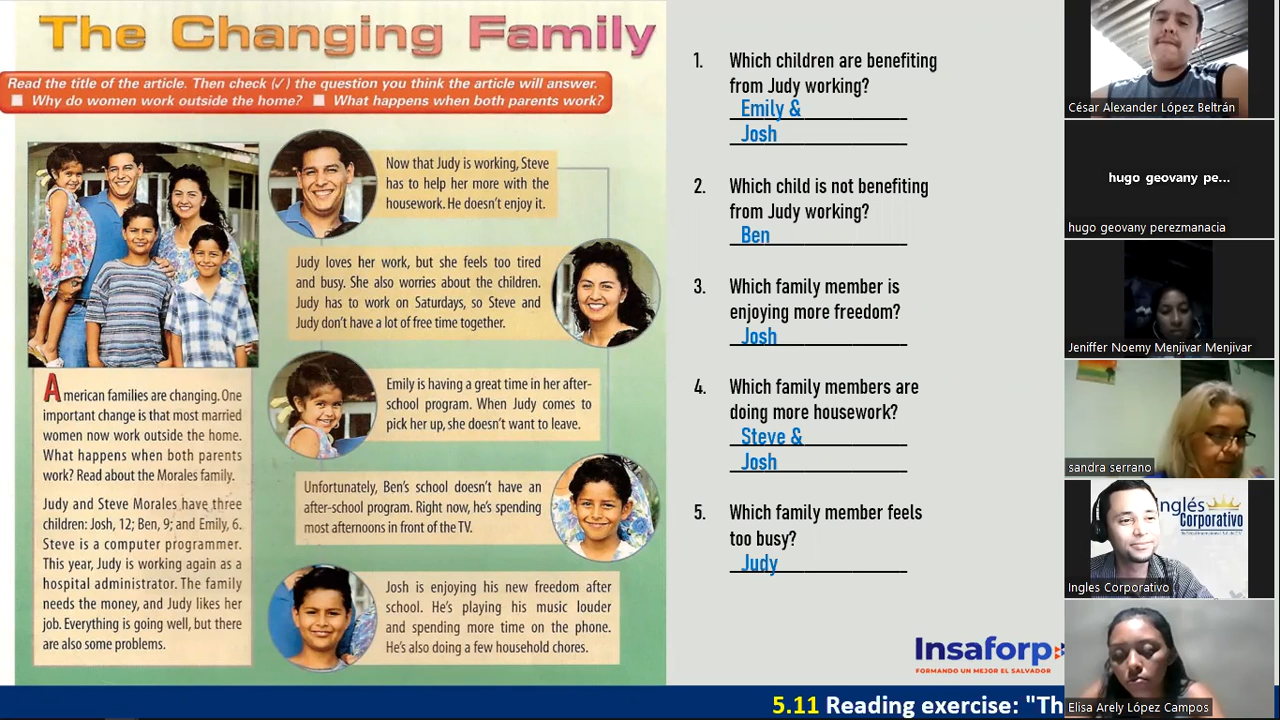 The Changing Family
Read the title of the article. Then check (✓) the question you think the article will answer.
Why do women work outside the home? What happens when both parents work?
Now that Judy is working, Steve
has to help her more with the
housework. He doesn't enjoy it.
Judy loves her work, but she feels too tired
and busy. She also worries about the children.
Judy has to work on Saturdays, so Steve and
Judy don't have a lot of free time together.
Emily is having a great time in her after-
school program. When Judy comes to
pick her up, she doesn't want to leave.
Unfortunately, Ben's school doesn't have an
after-school program. Right now, he's spending
most afternoons in front of the TV.
Josh is enjoying his new freedom after
school. He's playing his music louder
and spending more time on the phone.
He's also doing a few household chores.
American families are changing. One
important change is that most married
women now work outside the home.
What happens when both parents
work? Read about the Morales family.
Judy and Steve Morales have three
children: Josh, 12; Ben, 9; and Emily, 6.
Steve is a computer programmer.
This year, Judy is working again as a
hospital administrator. The family
needs the money, and Judy likes her
job. Everything is going well, but there
are also some problems.
1. Which children are benefiting
from Judy working?
Emily &
Josh
2. Which child is not benefiting
from Judy working?
Ben
3. Which family member is
enjoying more freedom?
Josh
4. Which family members are
doing more housework?
Steve &
Josh
5. Which family member feels
too busy?
Judy
Insaforp
FORMANDO UN MEJOR EL SALVADOR
5.11 Reading exercise: "Th
César Alexander López Beltrán
hugo geovany pe...
hugo geovany perezmanacia
Jeniffer Noemy Menjivar Menjivar
sandra serrano
Inglés
Corporativo
Ingles Corporativo
Elisa Arely López Campos